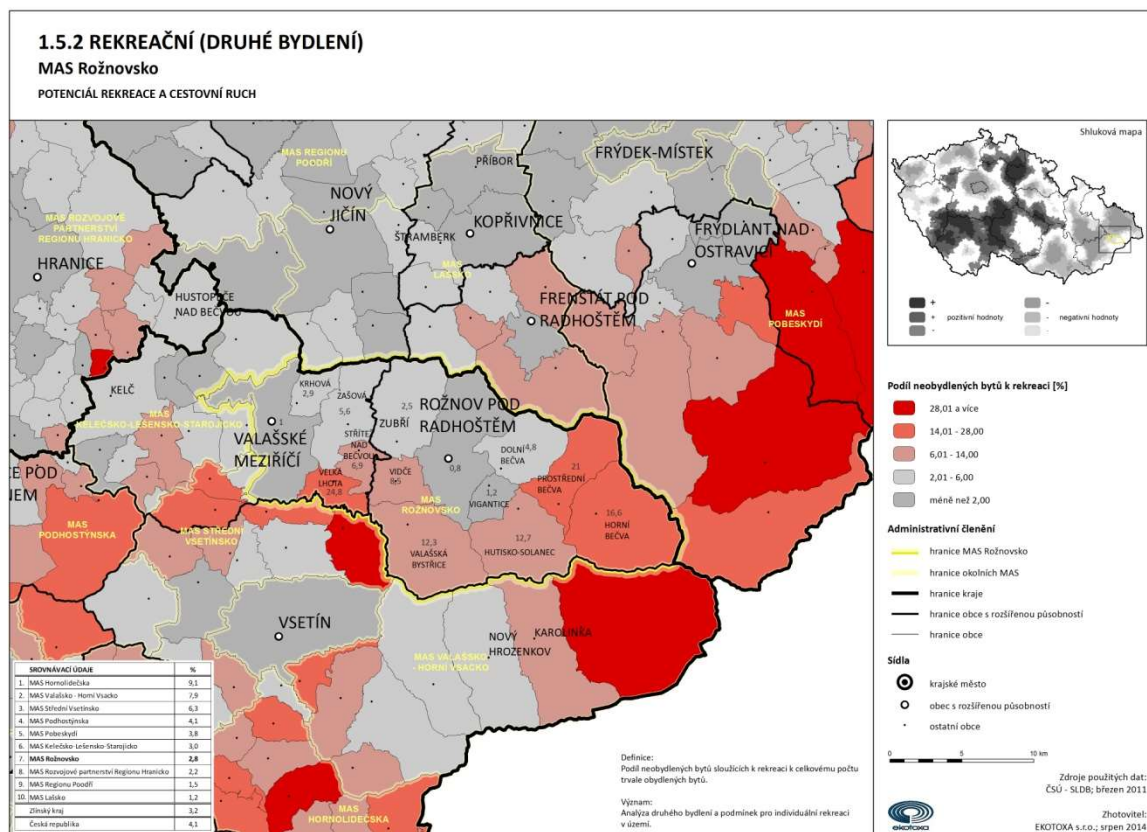 1.5.2 REKREAČNÍ (DRUHÉ BYDLENÍ)
MAS Rožnovsko
POTENCIÁL REKREACE A CESTOVNÍ RUCH
MAS REGIONU
POODŘÍ
PŘÍBOR
FRÝDEK-MÍSTEK
NOVÝ
JIČÍN
KOPŘIVNICE
MAS ROZVOJOVÉ
PARTNERSTVÍ
REGIONU HRANICKO
HRANICE
ŠTRAMBERK
MAS
LAŠSKO
FRÝDLANT NAD
OSTRAVICÍ
HUSTOPEČE
NAD BEČVOU
FRENŠTÁT POD
RADHOŠTĚM
MAS
POBESKYDÍ
KELČ
MAS
KELEČSKO-LEŠENSKO-STAROJICKO
KRHOVÁ
2,9
ZAŠOVÁ
5,6
2,5
ZUBŘÍ
ROŽNOV POD
RADHOŠTĚM
0,8
1
VALAŠSKÉ
MEZIŘÍČÍ
STŘÍTEŽ
NAD
BEČVOU
6,9
DOLNÍ
BEČVA
4,8
VELKÁ
LHOTA
24,8
VIDČE
8,5
21
PROSTŘEDNÍ
BEČVA
1,2
VIGANTICE
MAS
ROŽNOVSKO
16,6
HORNÍ
BEČVA
12,3
VALAŠSKÁ
BYSTŘICE
12,7
HUTISKO-SOLANEC
CE POD
NEM
MAS
PODHOSTÝNSKA
MAS STŘEDNÍ
VSETÍNSKO
VSETÍN
MAS VALAŠSKO
- HORNÍ VSACKO
NOVÝ
HROZENKOV
KAROLINKA
MAS
HORNOLIDEČSKA
SROVNÁVACÍ ÚDAJE %
1. MAS Hornolidečska 9,1
2. MAS Valašsko - Horní Vsacko 7,9
3. MAS Střední Vsetínsko 6,3
4. MAS Podhostýnska 4,1
5. MAS Pobeskydí 3,8
6. MAS Kelečsko-Lešensko-Starojicko 3,0
7. MAS Rožnovsko 2,8
8. MAS Rozvojové partnerství Regionu Hranicko 2,2
9. MAS Regionu Poodří 1,5
10. MAS Lašsko 1,2
Zlínský kraj 3,2
Česká republika 4,1
Definice:
Podíl neobydlených bytů sloužících k rekreaci k celkovému počtu
trvale obydlených bytů.
Význam:
Analýza druhého bydlení a podmínek pro individuální rekreaci
v území.
Shluková mapa
+ -
+ pozitivní hodnoty - negativní hodnoty
- -
Podíl neobydlených bytů k rekreaci [%]
28,01 a více
14,01 - 28,00
6,01 - 14,00
2,01 - 6,00
méně než 2,00
Administrativní členění
hranice MAS Rožnovsko
hranice okolních MAS
hranice kraje
hranice obce s rozšířenou působností
hranice obce
Sídla
krajské město
obec s rozšířenou působností
ostatní obce
0 5 10 km
Zdroje použitých dat:
ČSÚ - SLDB; březen 2011
Zhotovitel:
EKOTOXA s.r.o.; srpen 2014
ekotoxa